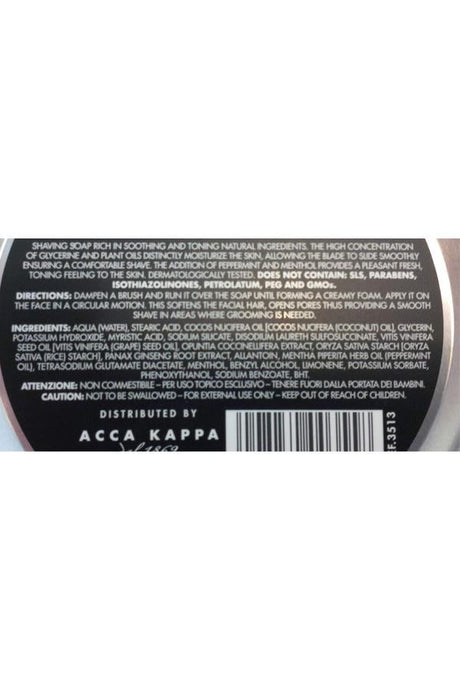 SHAVING SOAP RICH IN SOOTHING AND TONING NATURAL INGREDIENTS. THE HIGH CONCENTRATION
OF GLYCERINE AND PLANT OILS DISTINCTLY MOISTURIZE THE SKIN, ALLOWING THE BLADE TO SLIDE SMOOTHLY
ENSURING A COMFORTABLE SHAVE. THE ADDITION OF PEPPERMINT AND MENTHOL PROVIDES A PLEASANT FRESH,
TONING FEELING TO THE SKIN. DERMATOLOGICALLY TESTED. DOES NOT CONTAIN: SLS, PARABENS,
ISOTHIAZOLINONES, PETROLATUM, PEG AND GMOs.
DIRECTIONS: DAMPEN A BRUSH AND RUN IT OVER THE SOAP UNTIL FORMING A CREAMY FOAM. APPLY IT ON
THE FACE IN A CIRCULAR MOTION. THIS SOFTENS THE FACIAL HAIR, OPENS PORES THUS PROVIDING A SMOOTH
SHAVE IN AREAS WHERE GROOMING IS NEEDED.
INGREDIENTS: AQUA (WATER), STEARIC ACID, COCOS NUCIFERA OIL [COCOS NUCIFERA (COCONUT) OIL], GLYCERIN,
POTASSIUM HYDROXIDE, MYRISTIC ACID, SODIUM SILICATE, DISODIUM LAURETH SULFOSUCCINATE, VITIS VINIFERA
SEED OIL [VITIS VINIFERA (GRAPE) SEED OIL], OPUNTIA COCCINELLIFERA EXTRACT, ORYZA SATIVA STARCH [ORYZA
SATIVA (RICE) STARCH], PANAX GINSENG ROOT EXTRACT, ALLANTOIN, MENTHA PIPERITA HERB OIL (PEPPERMINT
OIL), TETRASODIUM GLUTAMATE DIACETATE, MENTHOL, BENZYL ALCOHOL, LIMONENE, POTASSIUM SORBATE,
PHENOXYETHANOL, SODIUM BENZOATE, BHT.
ATTENZIONE: NON COMMESTIBILE – PER USO TOPICO ESCLUSIVO – TENERE FUORI DALLA PORTATA DEI BAMBINI.
CAUTION: NOT TO BE SWALLOWED – FOR EXTERNAL USE ONLY – KEEP OUT OF REACH OF CHILDREN.
DISTRIBUTED BY
ACCA KAPPA
1869
F.3513